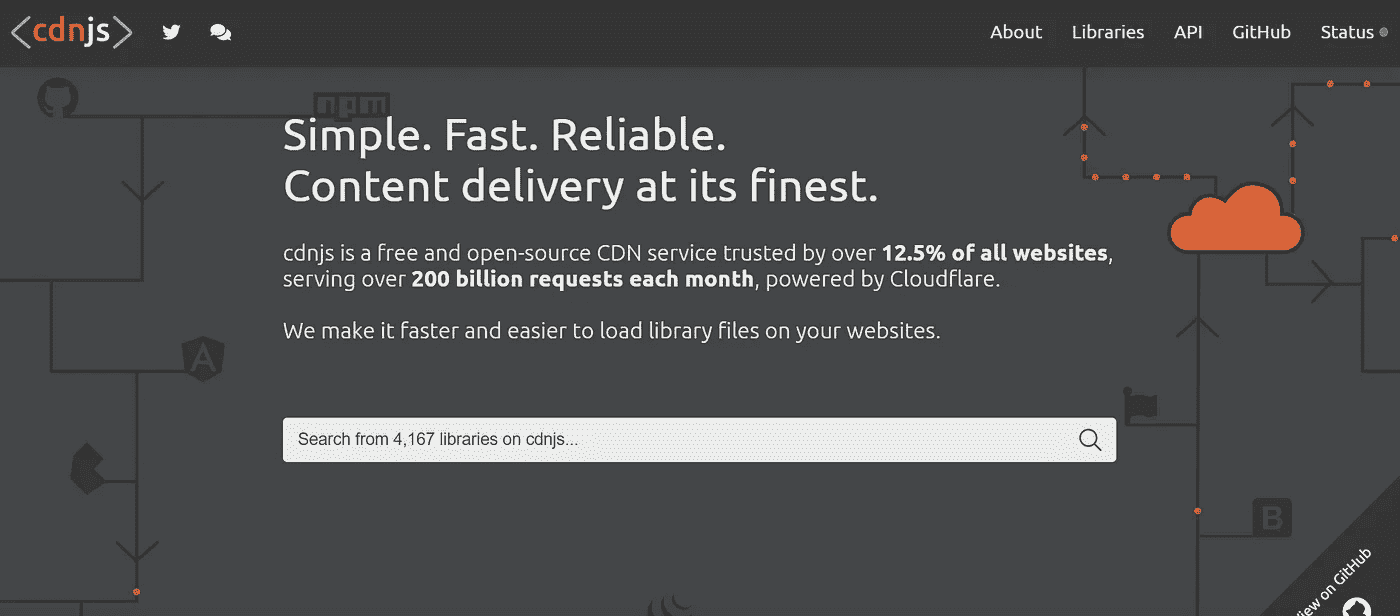 <cdnjs>
About Libraries API GitHub Status
npm
Simple. Fast. Reliable.
Content delivery at its finest.
cdnjs is a free and open-source CDN service trusted by over 12.5% of all websites,
serving over 200 billion requests each month, powered by Cloudflare.
We make it faster and easier to load library files on your websites.
A
Search from 4,167 libraries on cdnjs...
B
on GitHub